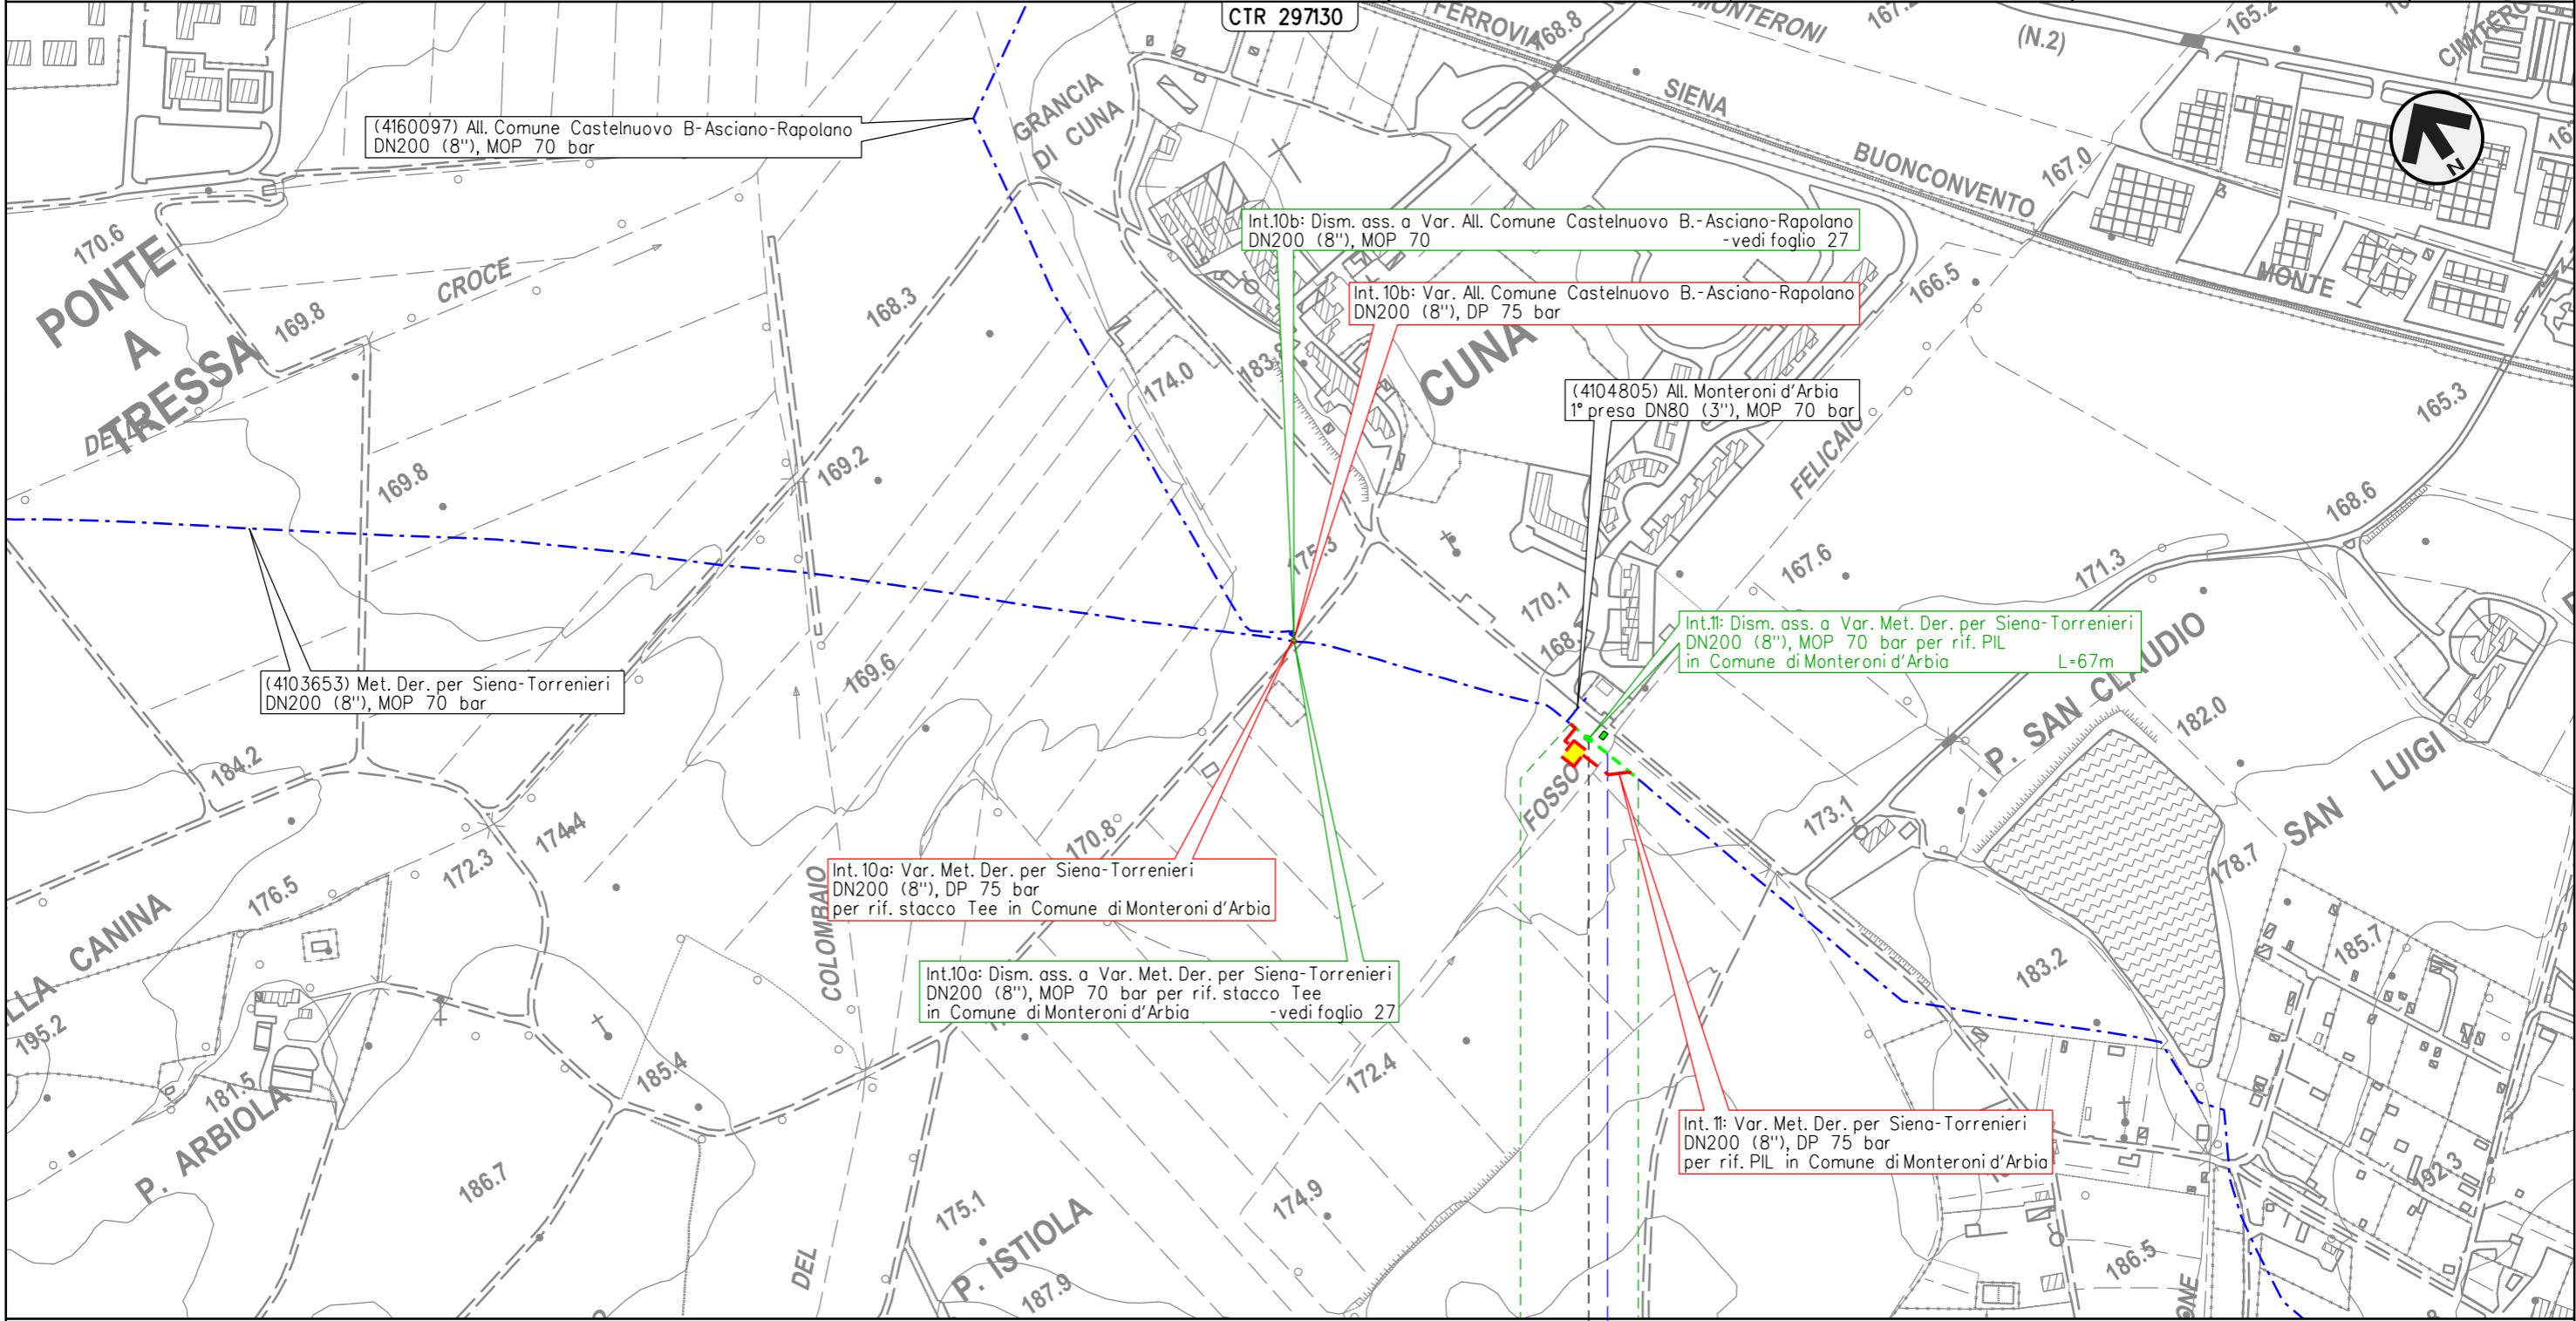 CTR 297130
FERROVIA
168.8
MONTERONI
(N.2)
165.2
CIMITERO
SIENA
GRANCIA
DI CUNA
(4160097) All. Comune Castelnuovo B-Asciano-Rapolano
DN200 (8"), MOP 70 bar
BUONCONVENTO
167.0
N
170.6
PONTE
A
TRESSA
CROCE
169.8
168.3
Int.10b: Dism. ass. a Var. All. Comune Castelnuovo B.-Asciano-Rapolano
DN200 (8"), MOP 70 -vedi foglio 27
166.5
MONTE
Int. 10b: Var. All. Comune Castelnuovo B.-Asciano-Rapolano
DN200 (8"), DP 75 bar
174.0
CUNA
(4104805) All. Monteroni d'Arbia
1° presa DN80 (3"), MOP 70 bar
165.3
169.8
169.2
FELICAIO
168.6
175.3
167.6
171.3
170.1
Int.11: Dism. ass. a Var. Met. Der. per Siena-Torrenieri
DN200 (8"), MOP 70 bar per rif. PIL
in Comune di Monteroni d'Arbia L=67m
169.6
(4103653) Met. Der. per Siena-Torrenieri
DN200 (8"), MOP 70 bar
P. SAN CLAUDIO
182.0
SAN LUIGI
184.2
FOSSO
173.1
174.4
172.3
170.8
178.7
Int. 10a: Var. Met. Der. per Siena-Torrenieri
DN200 (8"), DP 75 bar
per rif. stacco Tee in Comune di Monteroni d'Arbia
176.5
COLOMBAIO
CANINA
185.7
183.2
Int.10a: Dism. ass. a Var. Met. Der. per Siena-Torrenieri
DN200 (8"), MOP 70 bar per rif. stacco Tee
in Comune di Monteroni d'Arbia -vedi foglio 27
195.2
185.4
172.4
181.5
P. ARBIOLA
Int. 11: Var. Met. Der. per Siena-Torrenieri
DN200 (8"), DP 75 bar
per rif. PIL in Comune di Monteroni d'Arbia
186.7
192.3
175.1
174.9
P. ISTIOLA
187.9
DEL
186.5